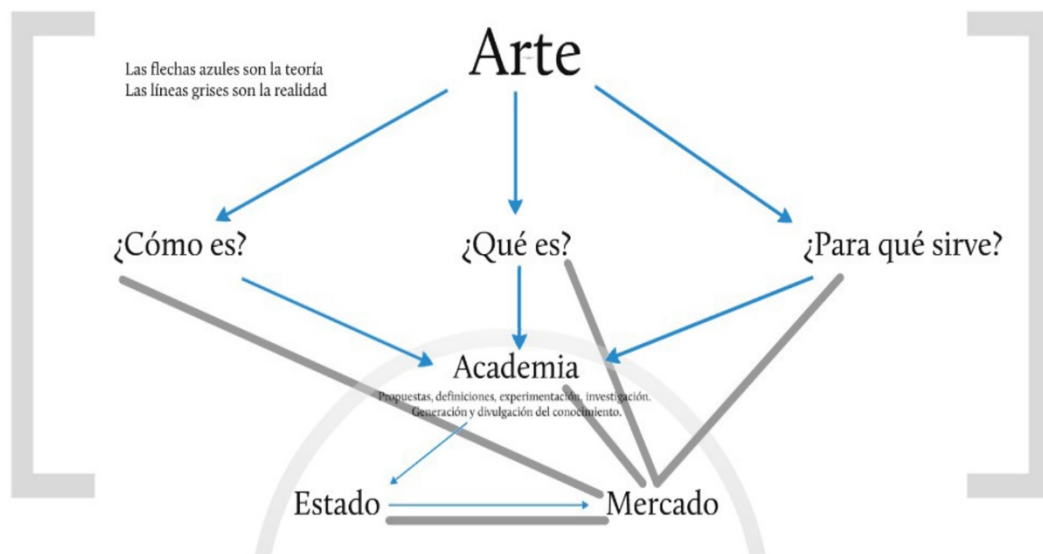 Arte
Las flechas azules son la teoría
Las líneas grises son la realidad
¿Cómo es?
¿Qué es?
¿Para qué sirve?
Academia
Propuestas, definiciones, experimentación, investigación.
Generación y divulgación del conocimiento.
Estado
Mercado